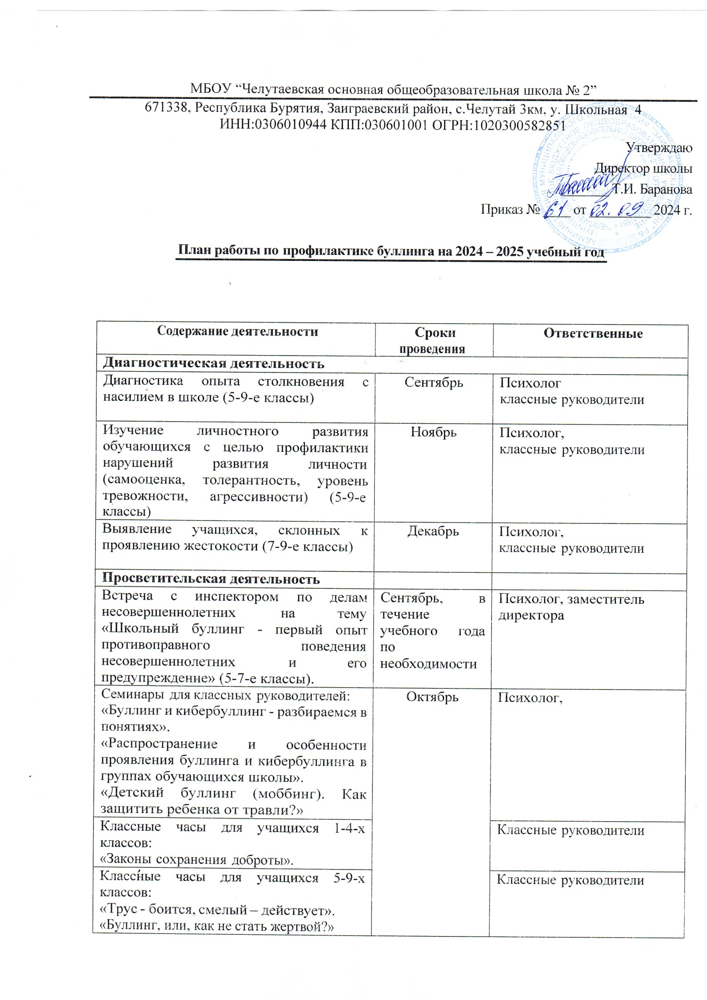 МБОУ “Челутаевская основная общеобразовательная школа № 2”
671338, Республика Бурятия, Заиграевский район, с.Челутай 3км, у. Школьная 4
ИНН:0306010944 КПП:030601001 ОГРН:1020300582851
Утверждаю
Директор школы
Т.И. Баранова
Приказ № 61 от 02. 09 2024 г.
План работы по профилактике буллинга на 2024 – 2025 учебный год
Содержание деятельности
Сроки
проведения
Ответственные
Диагностическая деятельность
Диагностика опыта столкновения с
насилием в школе (5-9-е классы)
Сентябрь
Психолог
классные руководители
Изучение личностного развития
обучающихся с целью профилактики
нарушений развития личности
(самооценка, толерантность, уровень
тревожности, агрессивности) (5-9-е
классы)
Ноябрь
Психолог,
классные руководители
Выявление учащихся, склонных к
проявлению жестокости (7-9-е классы)
Декабрь
Психолог,
классные руководители
Просветительская деятельность
Встреча с инспектором по делам
несовершеннолетних на тему
«Школьный буллинг - первый опыт
противоправного поведения
несовершеннолетних и его
предупреждение» (5-7-е классы).
Сентябрь, в
течение
учебного года
по
необходимости
Психолог, заместитель
директора
Семинары для классных руководителей:
«Буллинг и кибербуллинг - разбираемся в
понятиях».
«Распространение и особенности
проявления буллинга и кибербуллинга в
группах обучающихся школы».
«Детский буллинг (моббинг). Как
защитить ребенка от травли?»
Октябрь
Психолог,
Классные часы для учащихся 1-4-х
классов:
«Законы сохранения доброты».
Классные руководители
Классные часы для учащихся 5-9-х
классов:
«Трус - боится, смелый – действует».
«Буллинг, или, как не стать жертвой?»
Классные руководители